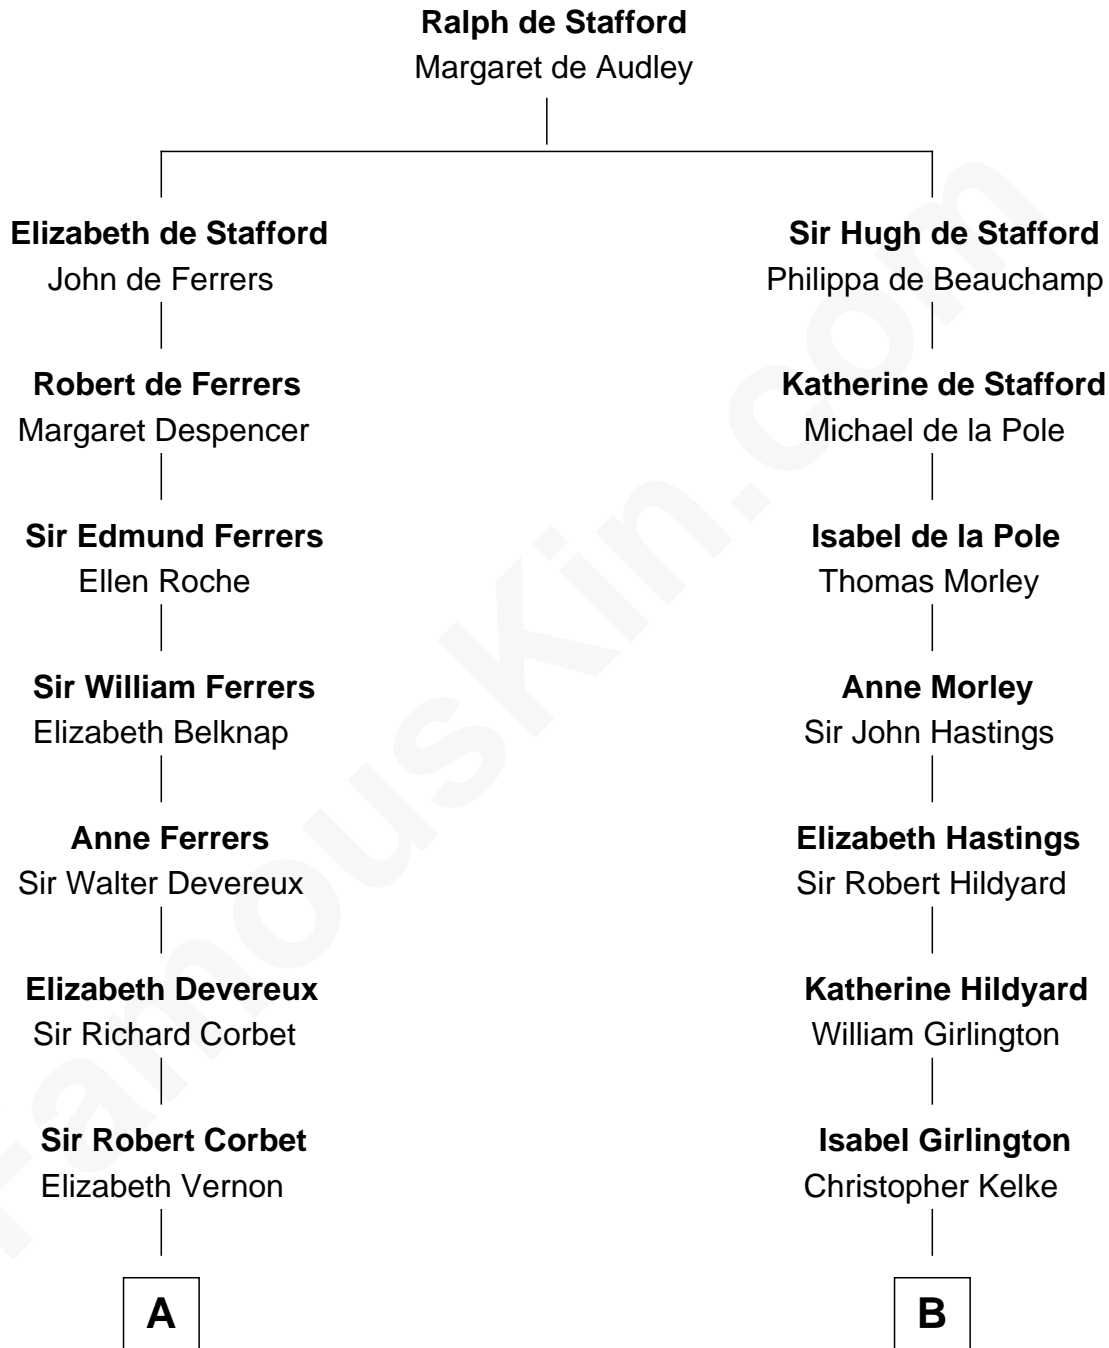 Ralph de Stafford
Margaret de Audley
Elizabeth de Stafford
John de Ferrers
Sir Hugh de Stafford
Philippa de Beauchamp
Robert de Ferrers
Margaret Despencer
Katherine de Stafford
Michael de la Pole
Sir Edmund Ferrers
Ellen Roche
Isabel de la Pole
Thomas Morley
Sir William Ferrers
Elizabeth Belknap
Anne Morley
Sir John Hastings
Anne Ferrers
Sir Walter Devereux
Elizabeth Hastings
Sir Robert Hildyard
Elizabeth Devereux
Sir Richard Corbet
Katherine Hildyard
William Girlington
Sir Robert Corbet
Elizabeth Vernon
Isabel Girlington
Christopher Kelke
A
B
FamousKin.com